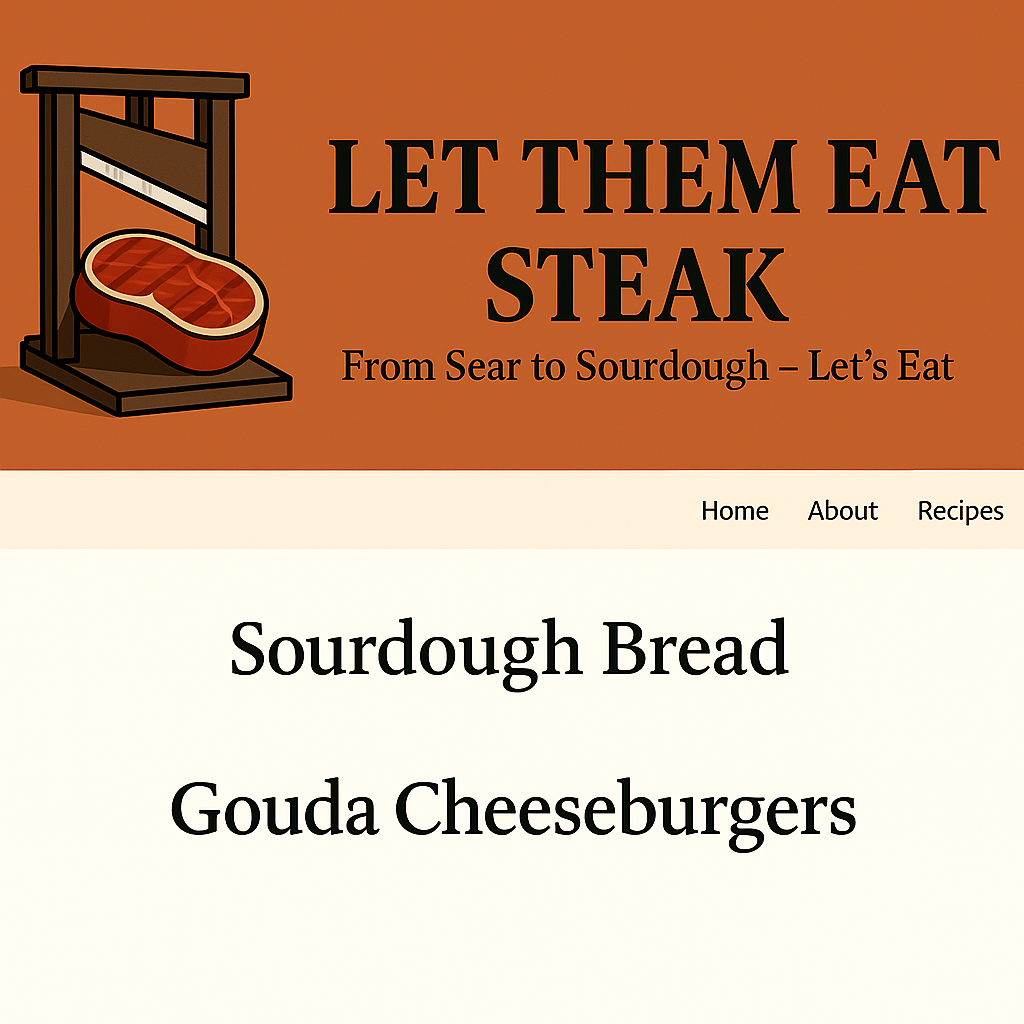 LET THEM EAT
STEAK
From Sear to Sourdough – Let’s Eat
Home About Recipes
Sourdough Bread
Gouda Cheeseburgers